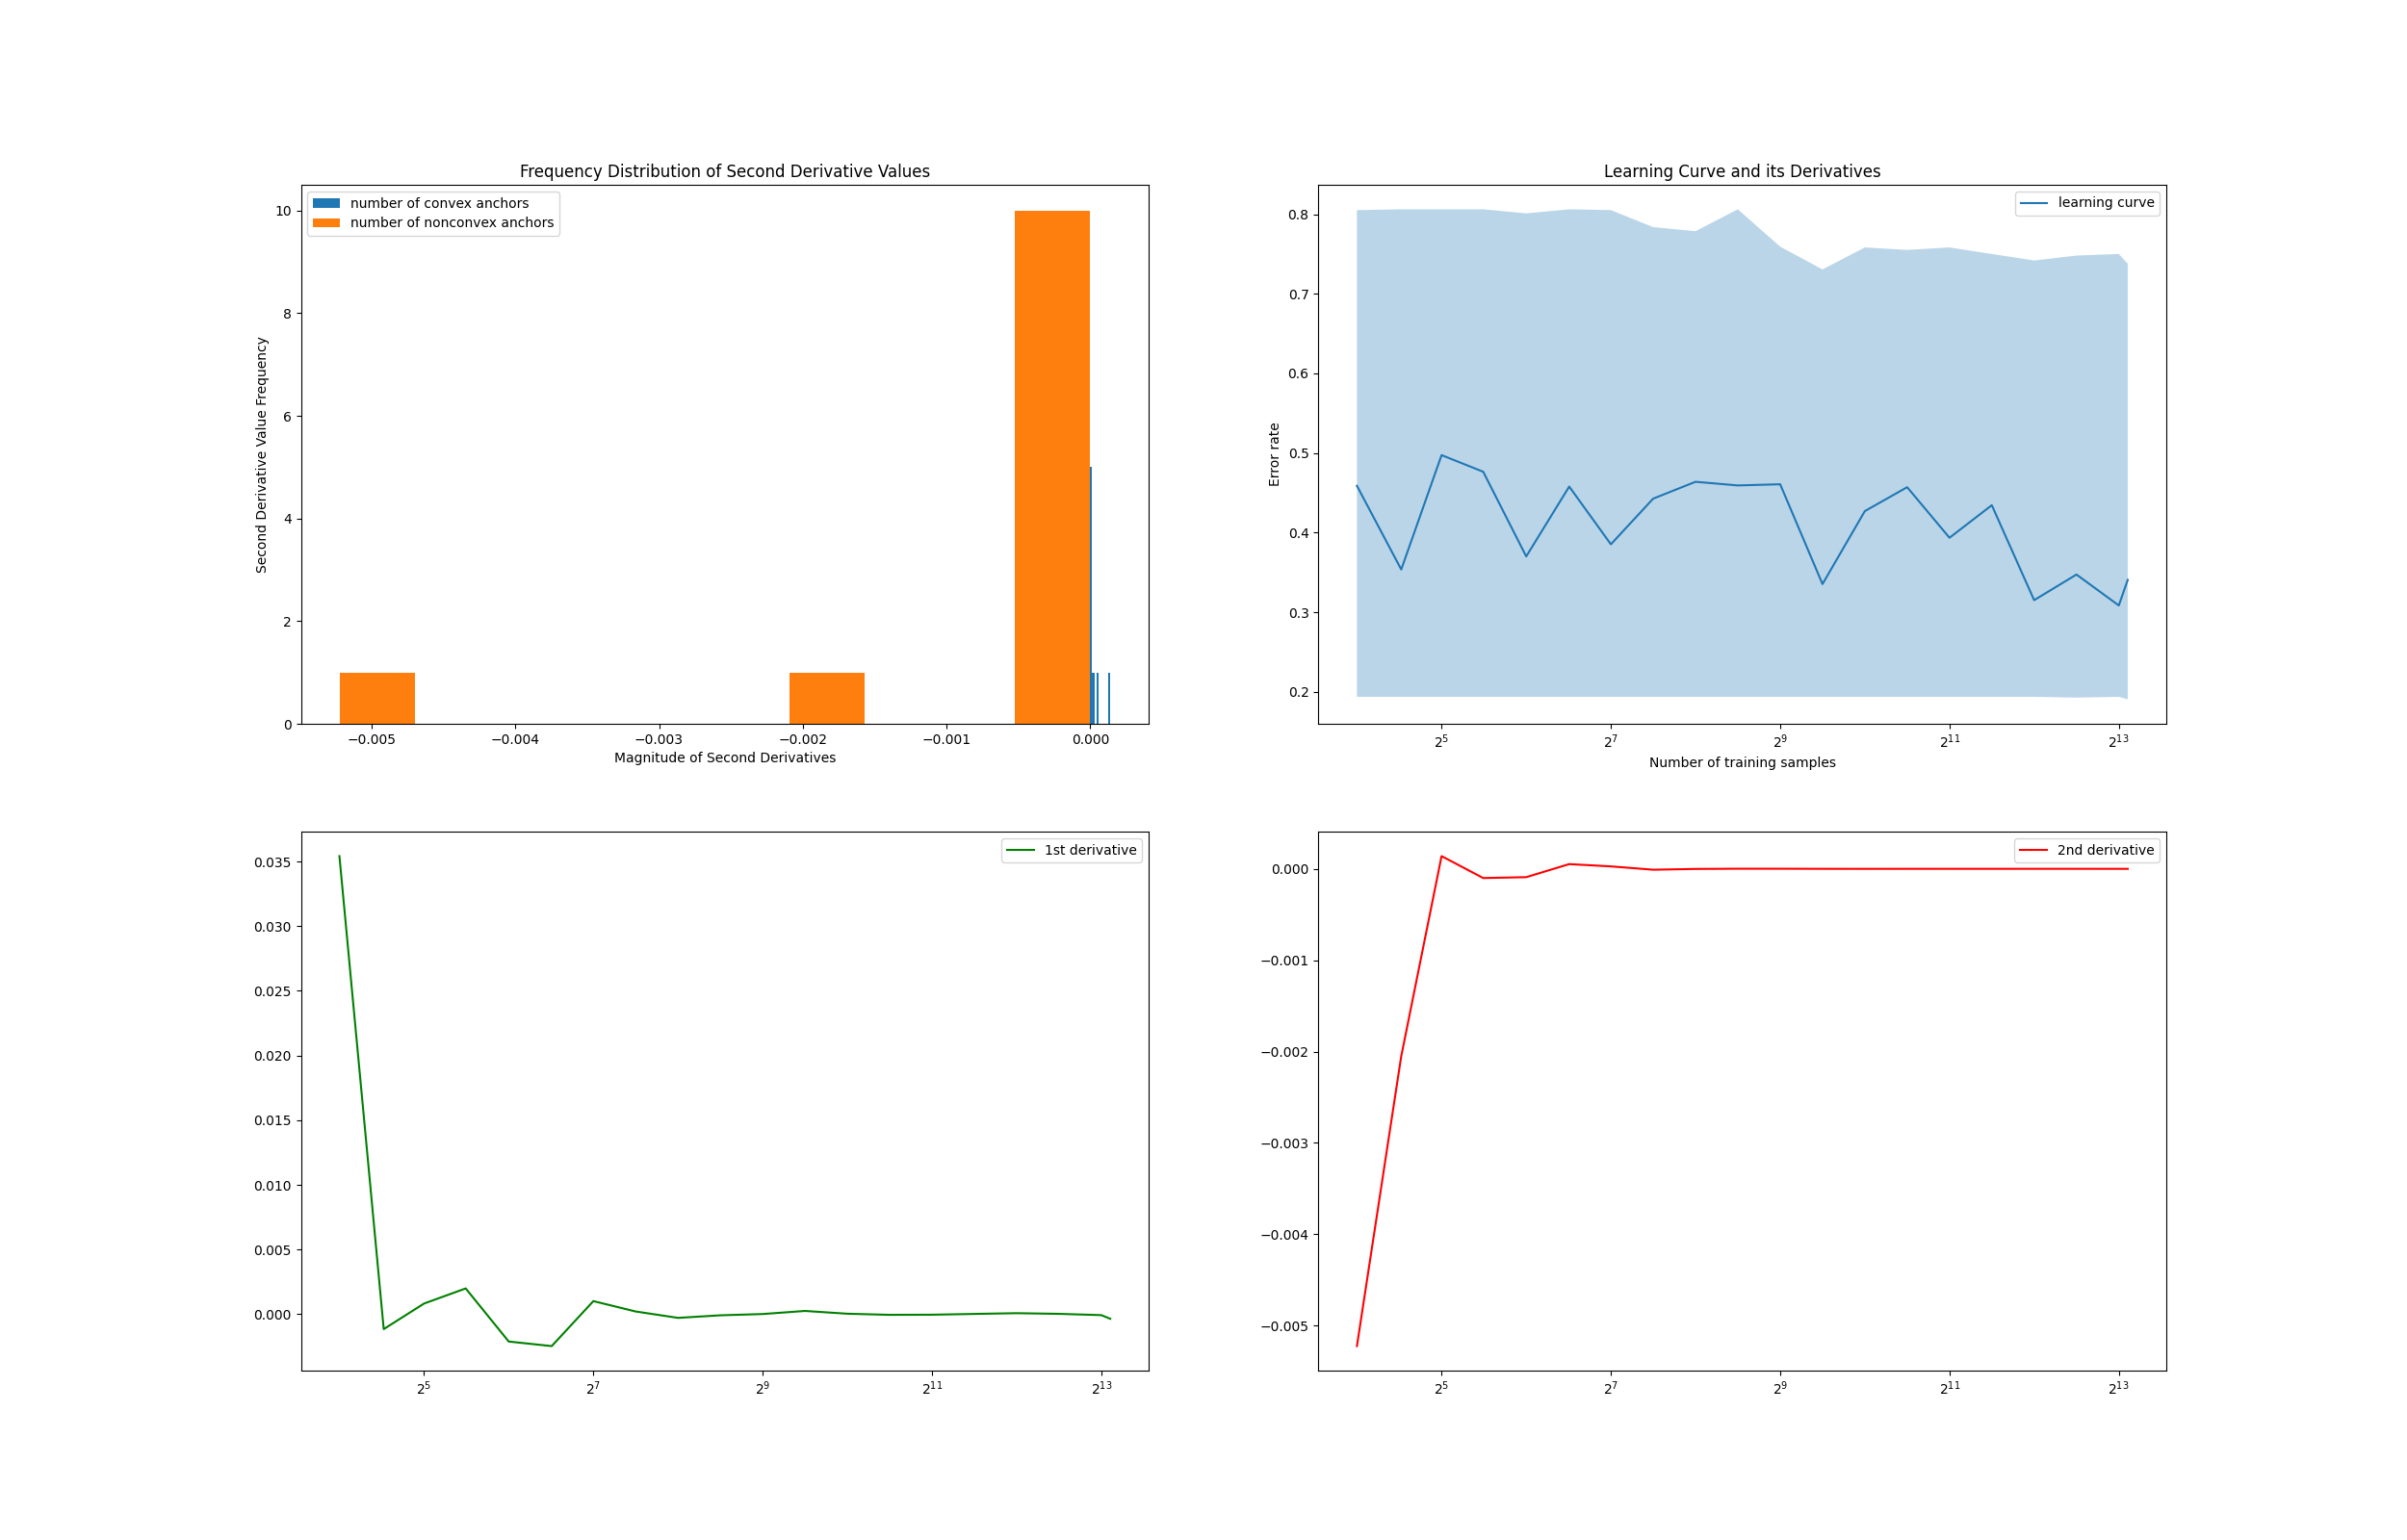 Frequency Distribution of Second Derivative Values
number of convex anchors
number of nonconvex anchors
10
8
6
4
2
0
Second Derivative Value Frequency
−0.005 −0.004 −0.003 −0.002 −0.001 0.000
Magnitude of Second Derivatives
Learning Curve and its Derivatives
learning curve
0.8
0.7
0.6
0.5
0.4
0.3
0.2
Error rate
2^5 2^7 2^9 2^11 2^13
Number of training samples
1st derivative
0.035
0.030
0.025
0.020
0.015
0.010
0.005
0.000
2^5 2^7 2^9 2^11 2^13
2nd derivative
0.000
−0.001
−0.002
−0.003
−0.004
−0.005
2^5 2^7 2^9 2^11 2^13